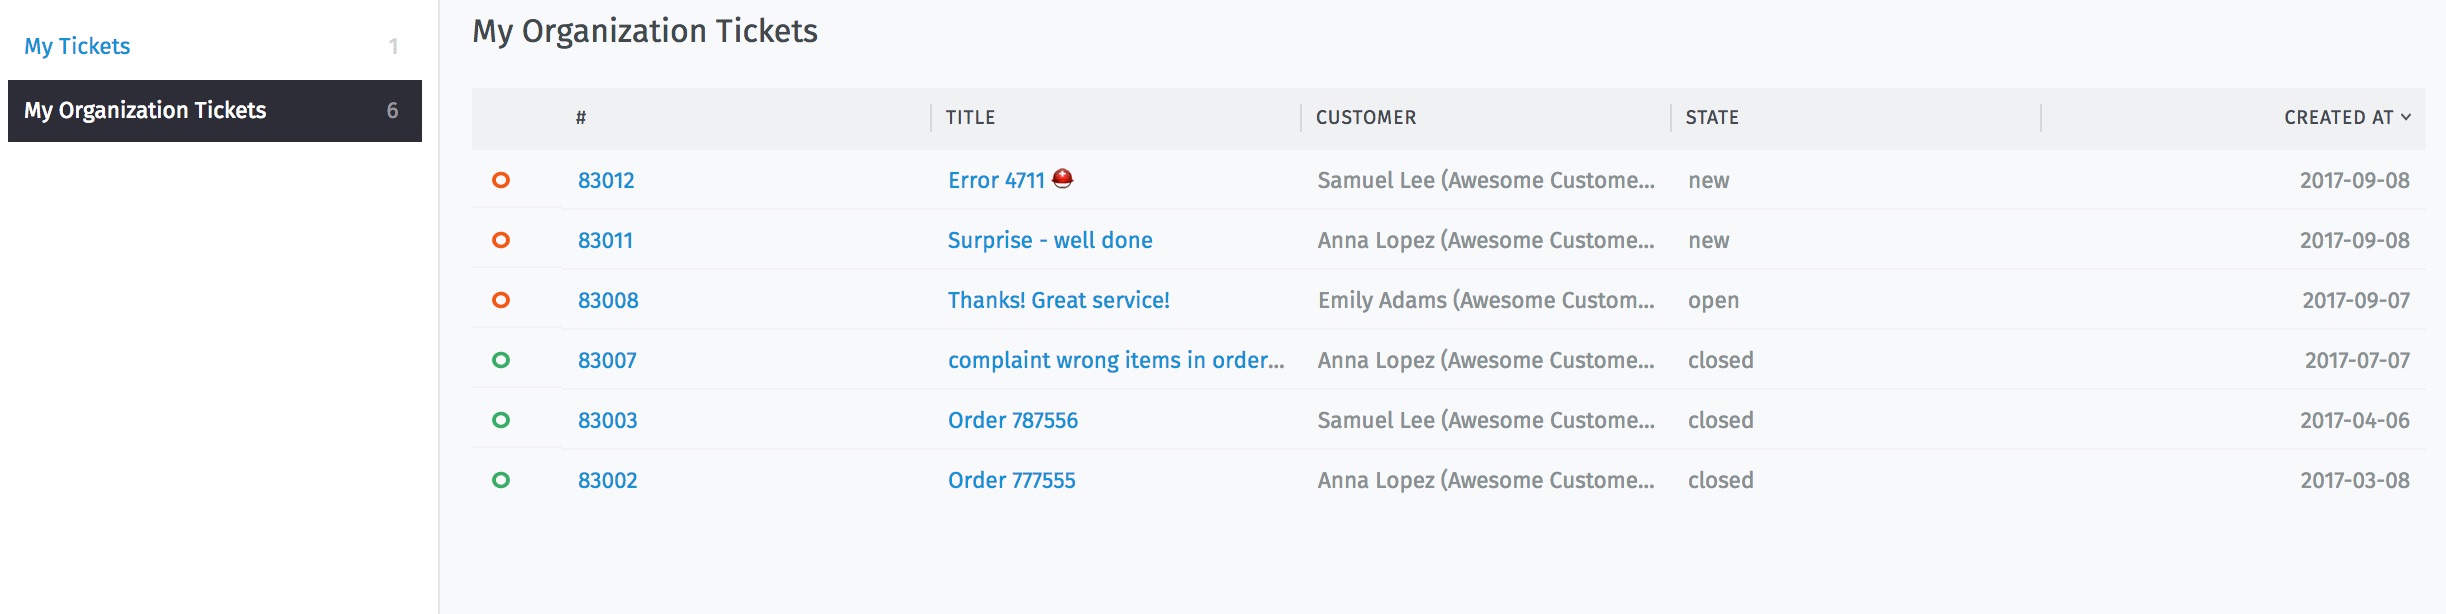 My Tickets 1
My Organization Tickets 6
My Organization Tickets
# TITLE CUSTOMER STATE CREATED AT
83012 Error 4711 ⛑ Samuel Lee (Awesome Custome... new 2017-09-08
83011 Surprise - well done Anna Lopez (Awesome Custome... new 2017-09-08
83008 Thanks! Great service! Emily Adams (Awesome Custom... open 2017-09-07
83007 complaint wrong items in order... Anna Lopez (Awesome Custome... closed 2017-07-07
83003 Order 787556 Samuel Lee (Awesome Custome... closed 2017-04-06
83002 Order 777555 Anna Lopez (Awesome Custome... closed 2017-03-08